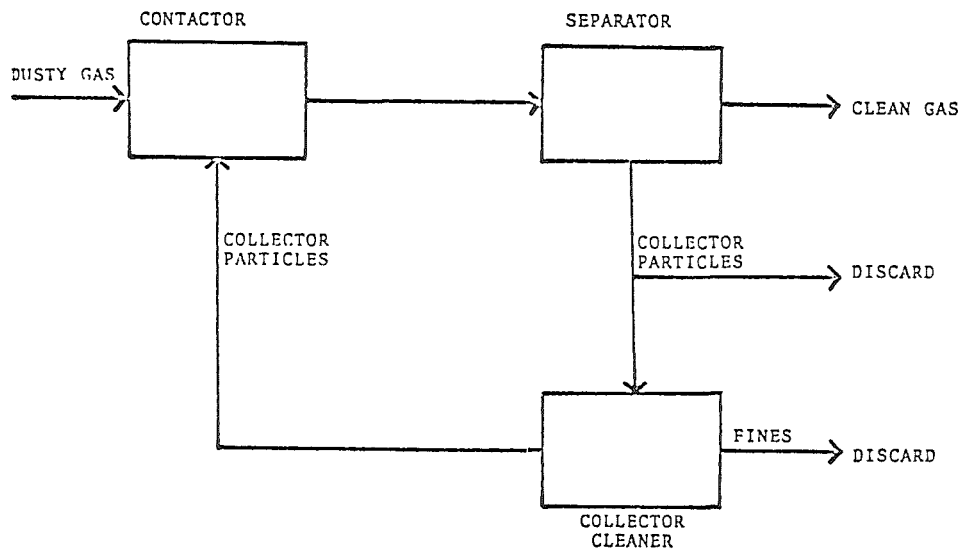 CONTACTOR
SEPARATOR
DUSTY GAS
CLEAN GAS
COLLECTOR
PARTICLES
COLLECTOR
PARTICLES
DISCARD
FINES
DISCARD
COLLECTOR
CLEANER